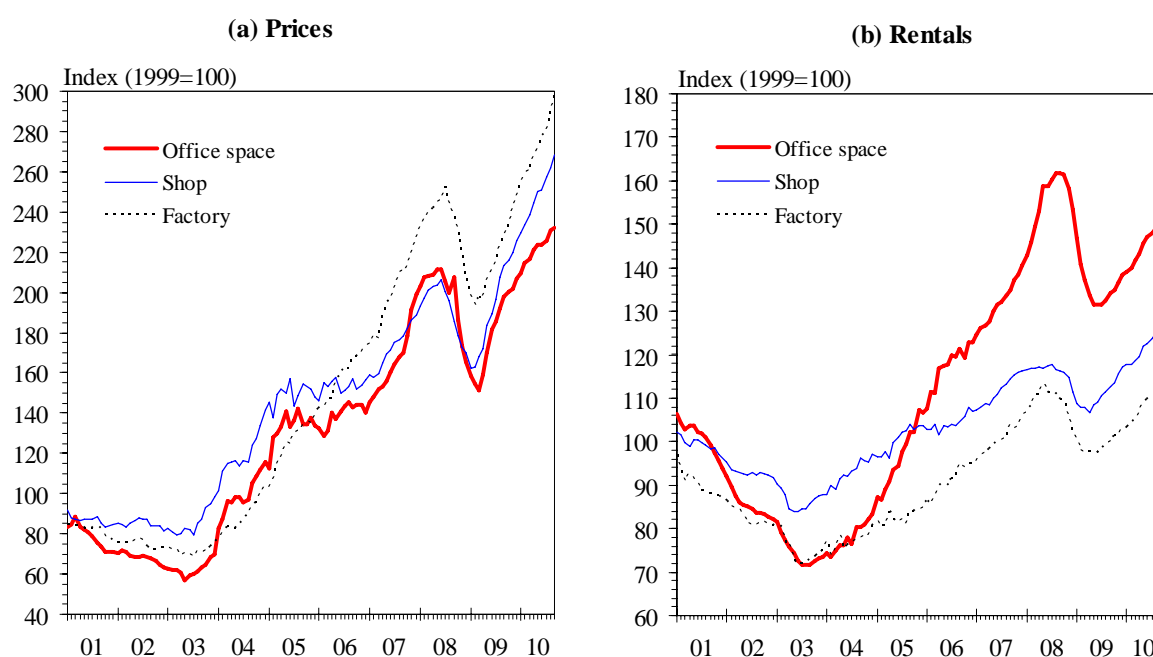 (a) Prices
Index (1999=100)
300
280
260
240
220
200
180
160
140
120
100
80
60
40
Office space
Shop
Factory
01 02 03 04 05 06 07 08 09 10
(b) Rentals
Index (1999=100)
180
170
160
150
140
130
120
110
100
90
80
70
60
Office space
Shop
Factory
01 02 03 04 05 06 07 08 09 10